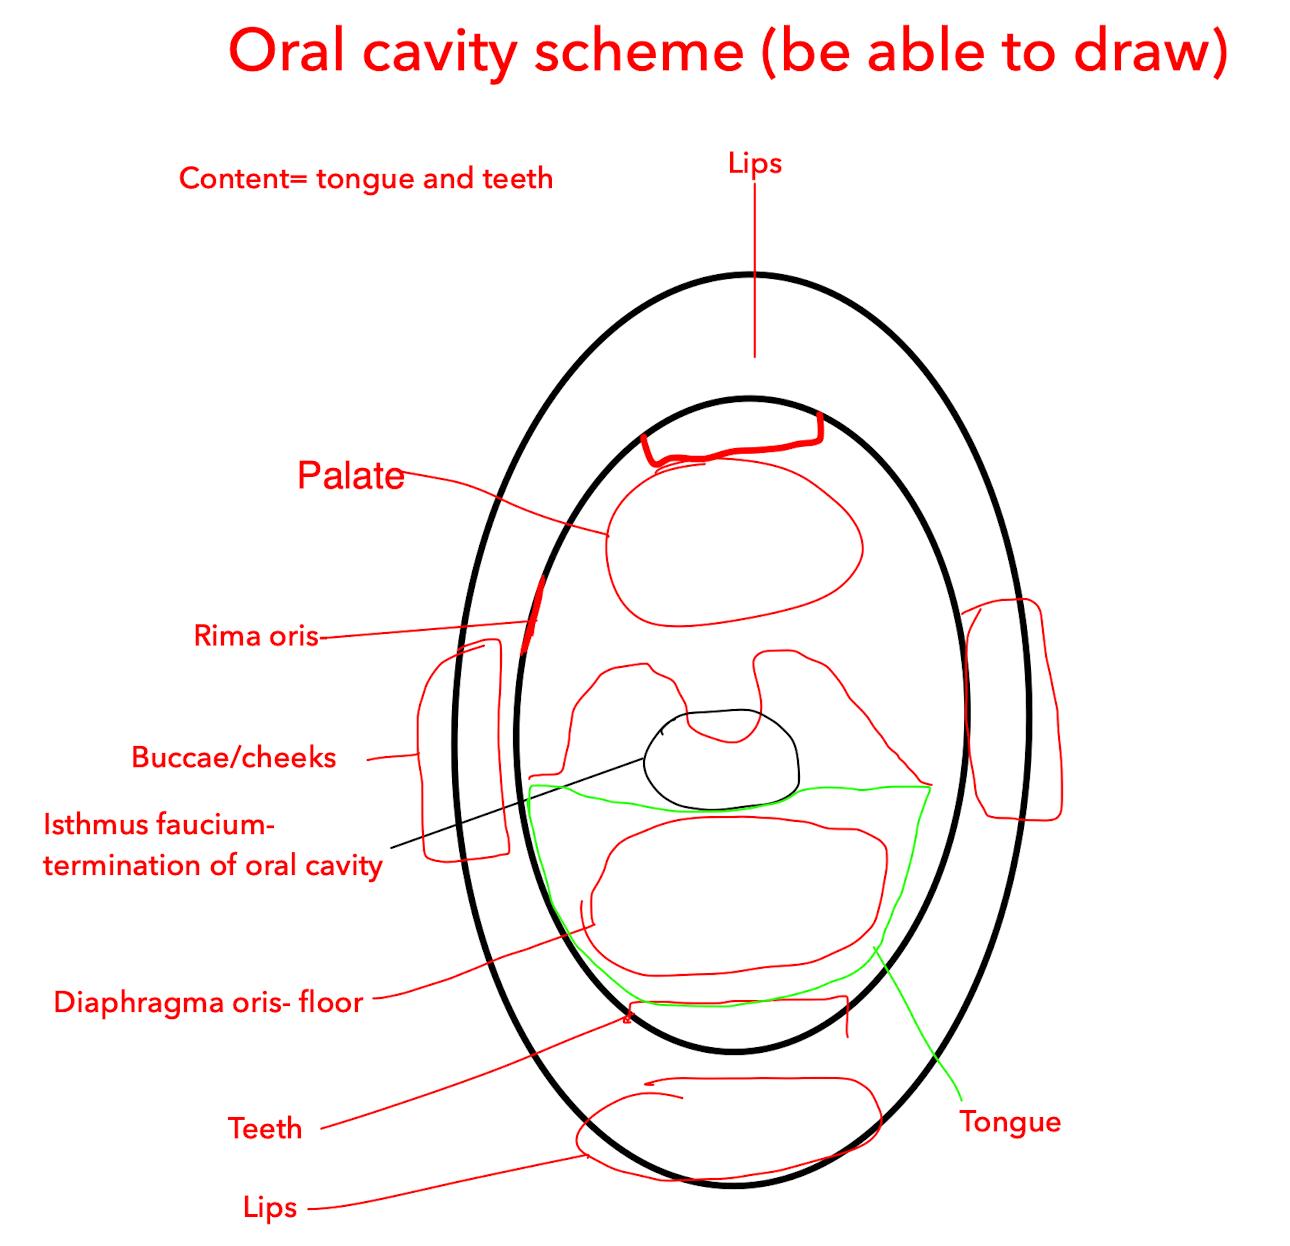 Oral cavity scheme (be able to draw)
Lips
Content= tongue and teeth
Palate
Rima oris-
Buccae/cheeks
Isthmus faucium-
termination of oral cavity
Diaphragma oris- floor
Teeth
Tongue
Lips